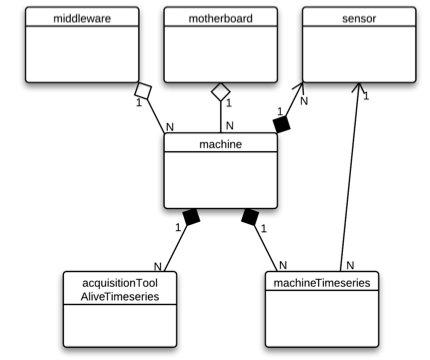 middleware
motherboard
sensor
1
1
1
N
1
N
N
machine
1
1
N
N
N
acquisitionTool
AliveTimeseries
machineTimeseries